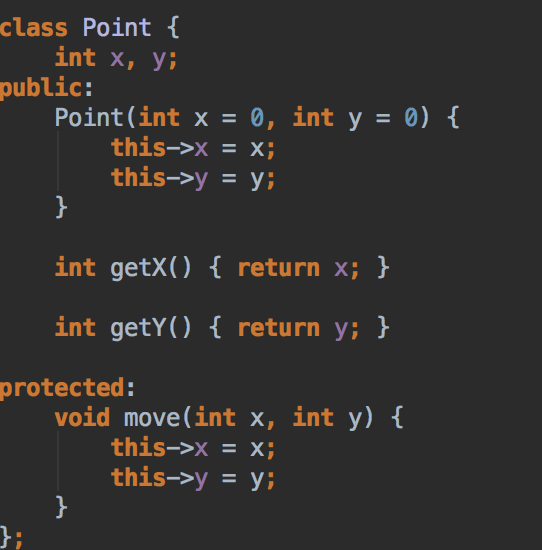 class Point {
    int x, y;
public:
    Point(int x = 0, int y = 0) {
        this->x = x;
        this->y = y;
    }

    int getX() { return x; }

    int getY() { return y; }

protected:
    void move(int x, int y) {
        this->x = x;
        this->y = y;
    }
};